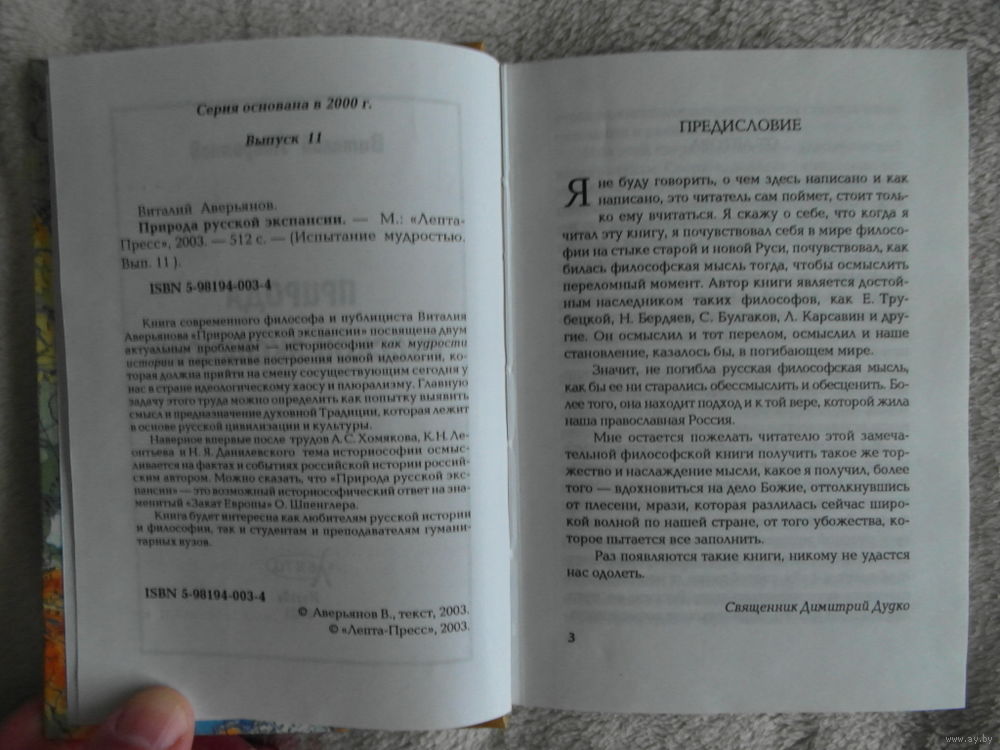 Серия основана в 2000 г.
Выпуск 11
Виталий Аверьянов.
Природа русской экспансии. — М.: «Лепта-
Пресс», 2003. — 512 с. — (Испытание мудростью,
Вып. 11 ).
ISBN 5-98194-003-4
Книга современного философа и публициста Виталия
Аверьянова «Природа русской экспансии» посвящена двум
актуальным проблемам — историософии как мудрости
истории и перспективе построения новой идеологии, ко-
торая должна прийти на смену сосуществующим сегодня у
нас в стране идеологическому хаосу и плюрализму. Главную
задачу этого труда можно определить как попытку выявить
смысл и предназначение духовной Традиции, которая лежит
в основе русской цивилизации и культуры.
Наверное впервые после трудов А.С. Хомякова, К.Н. Ле-
онтьева и Н.Я. Данилевского тема историософии осмыс-
ливается на фактах и событиях российской истории россий-
ским автором. Можно сказать, что «Природа русской экс-
пансии» — это возможный историософический ответ на зна-
менитый «Закат Европы» О. Шпенглера.
Книга будет интересна как любителям русской истории
и философии, так и студентам и преподавателям гумани-
тарных вузов.
ISBN 5-98194-003-4
© Аверьянов В., текст, 2003.
© «Лепта-Пресс», 2003.
ПРЕДИСЛОВИЕ
Я не буду говорить, о чем здесь написано и как
написано, это читатель сам поймет, стоит толь-
ко ему вчитаться. Я скажу о себе, что когда я
читал эту книгу, я почувствовал себя в мире филосо-
фии на стыке старой и новой Руси, почувствовал, как
билась философская мысль тогда, чтобы осмыслить
переломный момент. Автор книги является достой-
ным наследником таких философов, как Е. Тру-
бецкой, Н. Бердяев, С. Булгаков, Л. Карсавин и дру-
гие. Он осмыслил и тот перелом, осмыслил и наше
становление, казалось бы, в погибающем мире.
Значит, не погибла русская философская мысль,
как бы ее ни старались обессмыслить и обесценить. Бо-
лее того, она находит подход и к той вере, которой жила
наша православная Россия.
Мне остается пожелать читателю этой замеча-
тельной философской книги получить такое же тор-
жество и наслаждение мысли, какое я получил, более
того — вдохновиться на дело Божие, оттолкнувшись
от плесени, мрази, которая разлилась сейчас широ-
кой волной по нашей стране, от того убожества, ко-
торое пытается все заполнить.
Раз появляются такие книги, никому не удастся
нас одолеть.
Священник Димитрий Дудко
3
www.ay.by